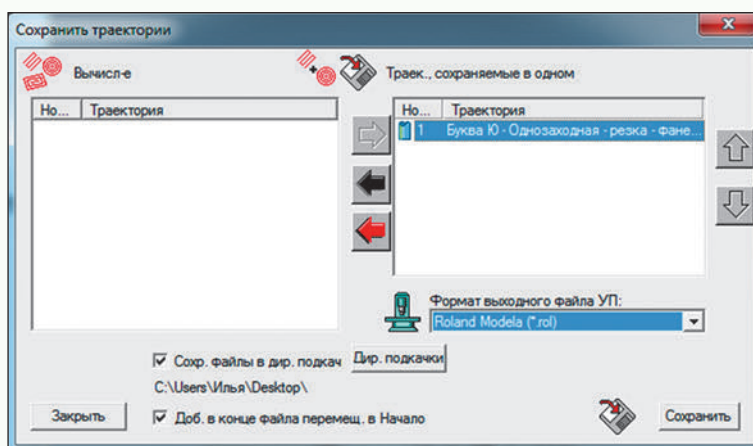 Сохранить траектории
Вычисл-е
Траек., сохраняемые в одном
Но... Траектория
Но... Траектория
1 Буква Ю - Однозаходная - резка - фане...
Формат выходного файла УП:
Roland Modela (*.rol)
Сохр. файлы в дир. подкач Дир. подкачки
C:\Users\Илья\Desktop\
Закрыть Доб. в конце файла перемещ. в Начало Сохранить